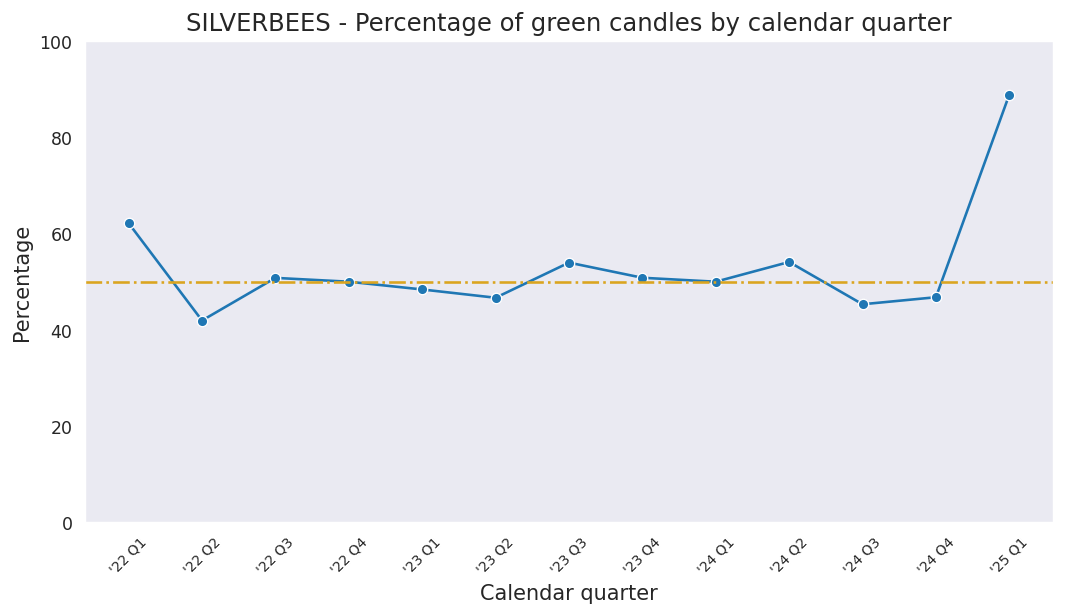 SILVERBEES - Percentage of green candles by calendar quarter
Percentage
100
80
60
40
20
0
'22 Q1
'22 Q2
'22 Q3
'22 Q4
'23 Q1
'23 Q2
'23 Q3
'23 Q4
'24 Q1
'24 Q2
'24 Q3
'24 Q4
'25 Q1
Calendar quarter